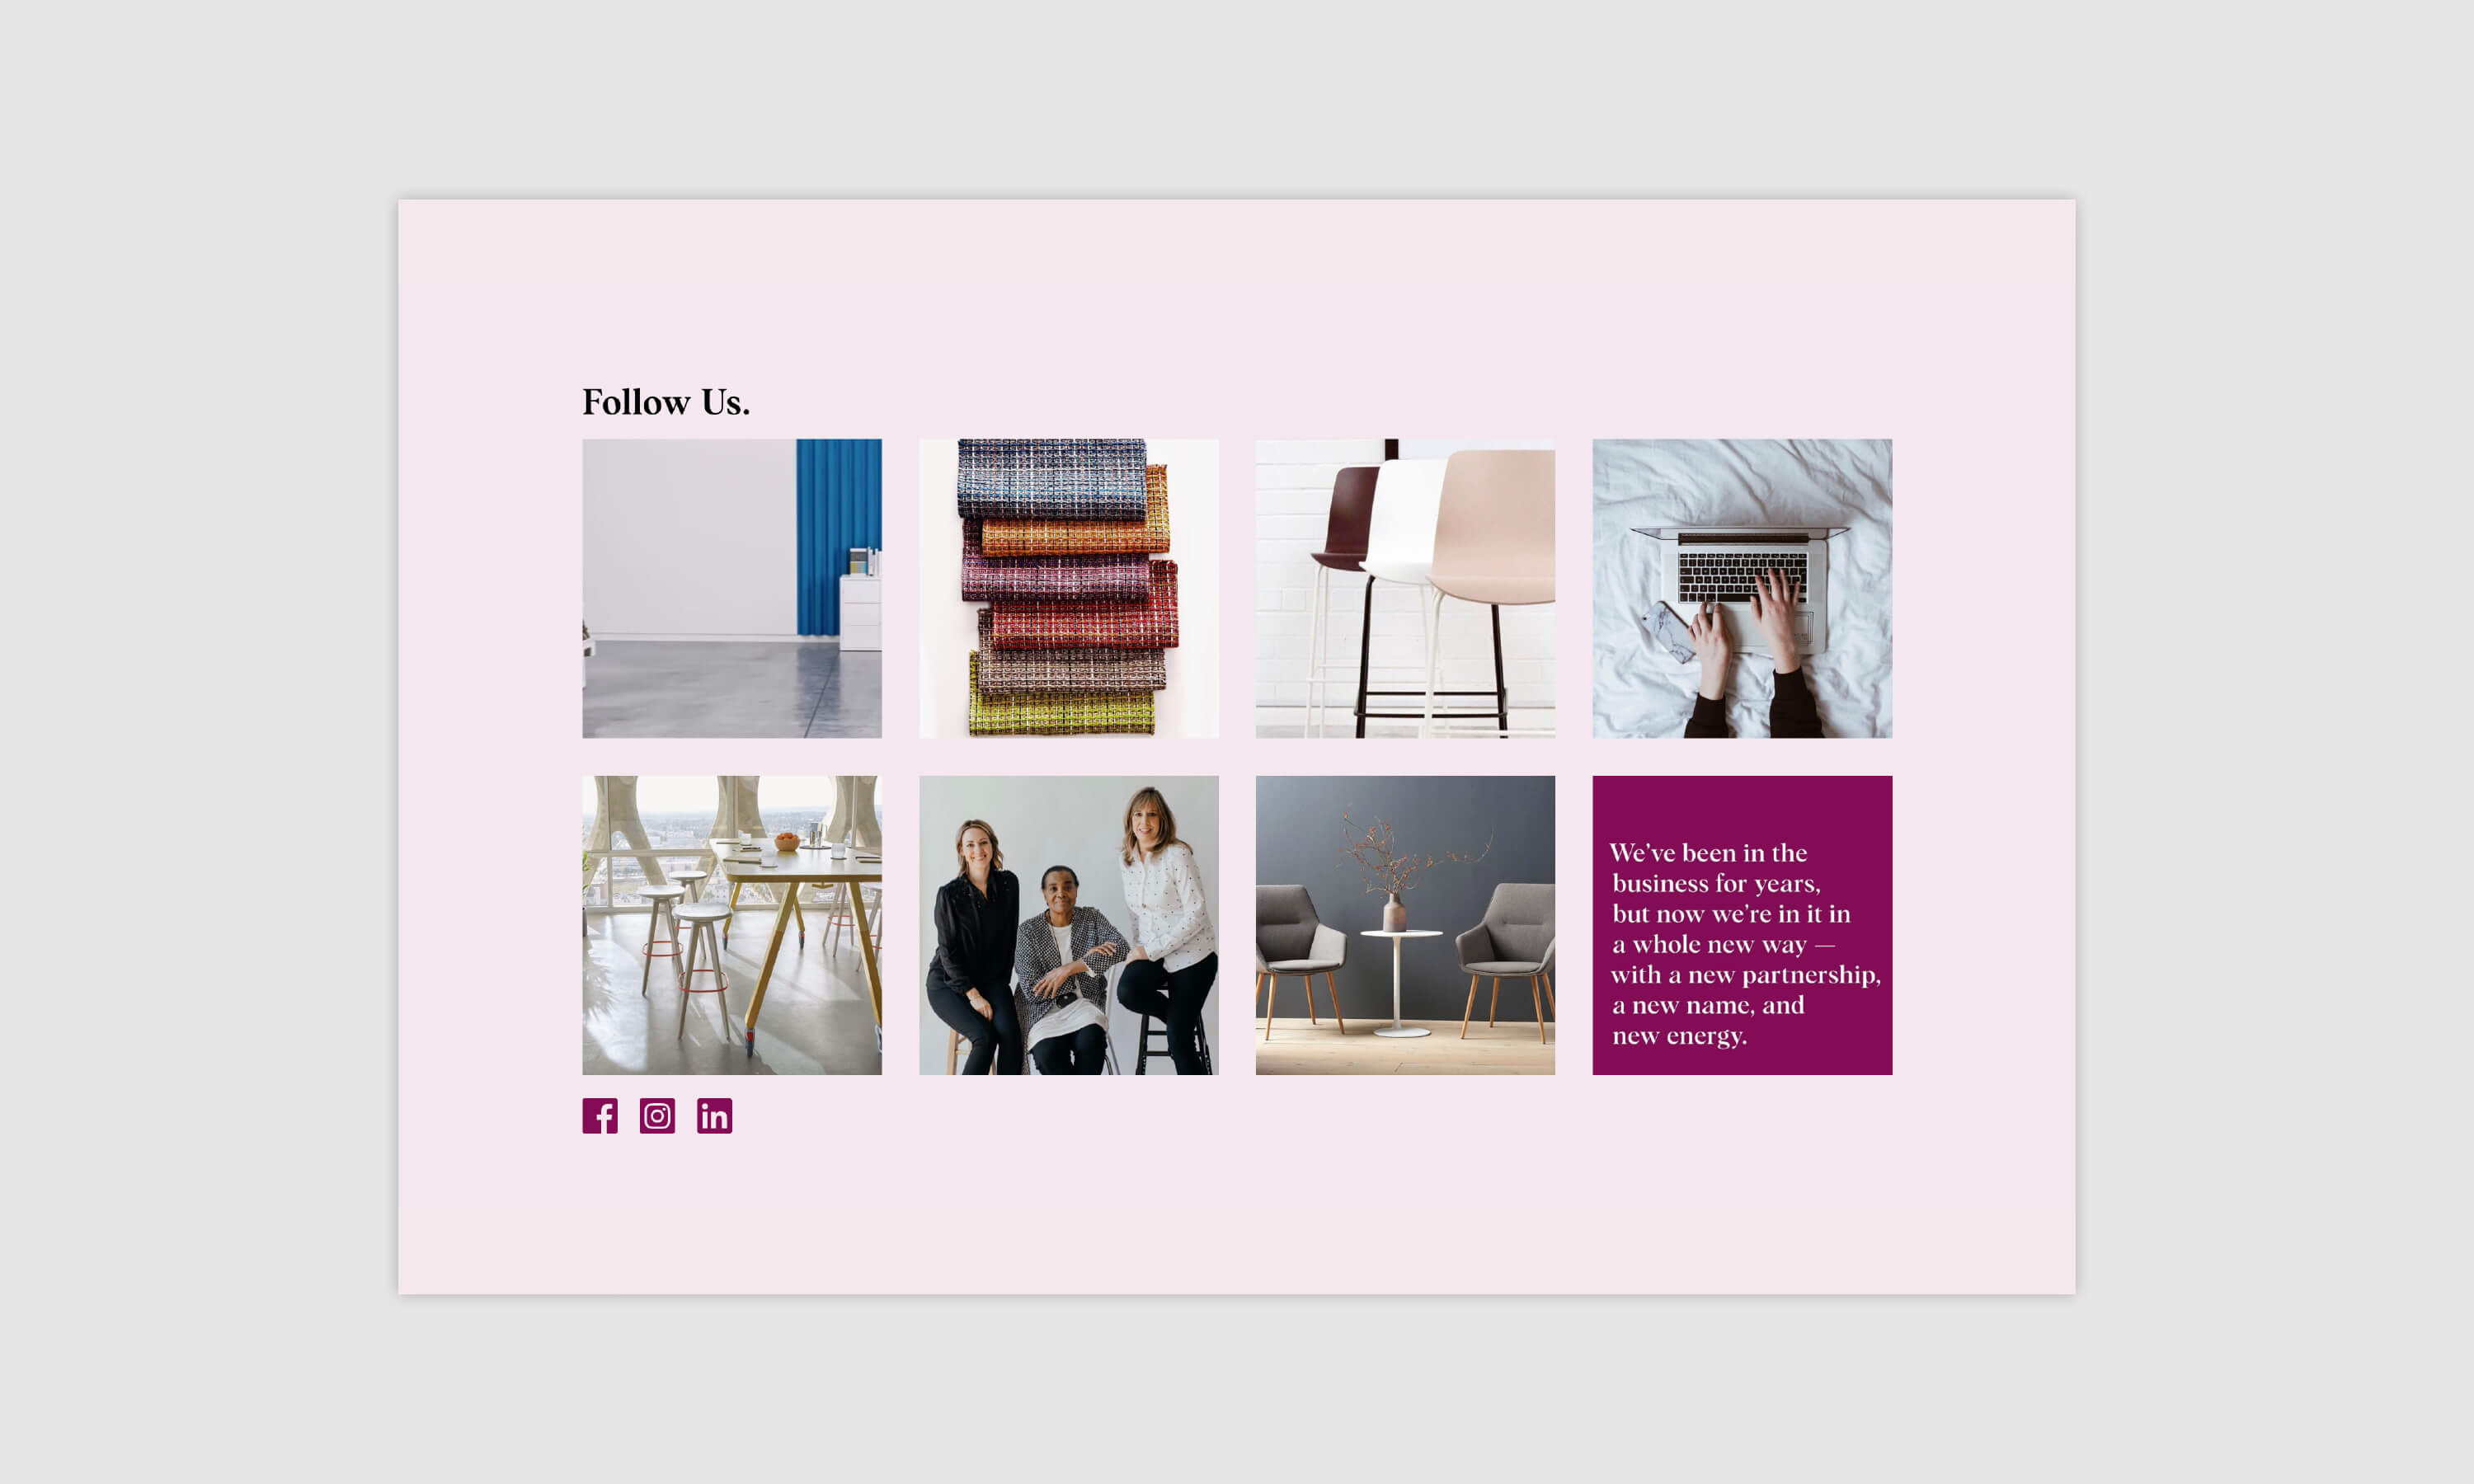 Follow Us.
We’ve been in the
business for years,
but now we’re in it in
a whole new way —
with a new partnership,
a new name, and
new energy.